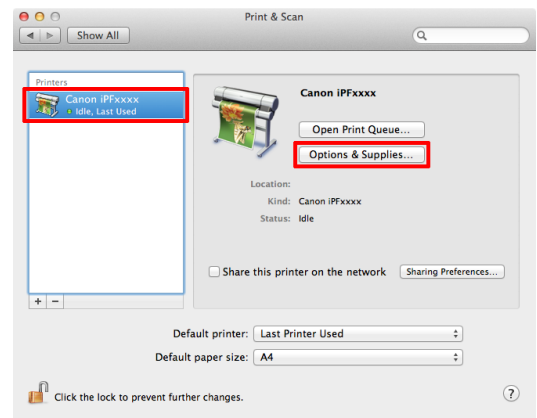 Print & Scan
Show All
Printers
Canon iPFxxxx
Idle, Last Used
Canon iPFxxxx
Open Print Queue...
Options & Supplies...
Location:
Kind: Canon iPFxxxx
Status: Idle
Share this printer on the network Sharing Preferences...
+ −
Default printer: Last Printer Used
Default paper size: A4
Click the lock to prevent further changes. ?